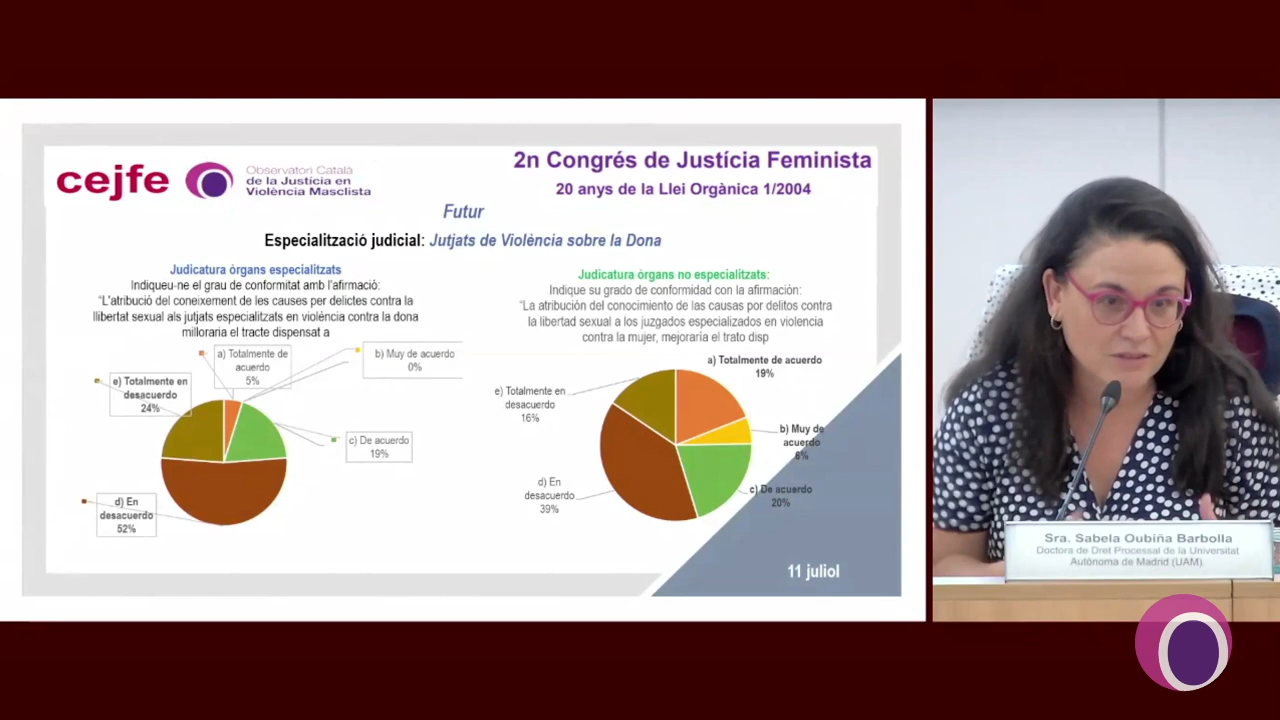 cejfe
Observatori Català
de la Justícia en
Violència Masclista
2n Congrés de Justícia Feminista
20 anys de la Llei Orgànica 1/2004
Futur
Especialització judicial: Jutjats de Violència sobre la Dona
Judicatura òrgans especialitzats
Indiqueu-ne el grau de conformitat amb l'afirmació:
“L'atribució del coneixement de les causes per delictes contra la
llibertat sexual als jutjats especialitzats en violència contra la dona
milloraria el tracte dispensat a
a) Totalmente de
acuerdo
5%
b) Muy de acuerdo
0%
c) De acuerdo
19%
d) En
desacuerdo
52%
e) Totalmente en
desacuerdo
24%
Judicatura órgans no especialitzats:
Indique su grado de conformidad con la afirmación:
“La atribución del conocimiento de las causas por delitos contra
la libertad sexual a los juzgados especializados en violencia
contra la mujer, mejoraría el trato disp
a) Totalmente de acuerdo
19%
b) Muy de
acuerdo
6%
c) De acuerdo
20%
d) En
desacuerdo
39%
e) Totalmente en
desacuerdo
16%
11 juliol
Sra. Sabela Oubiña Barbolla
Doctora de Dret Processal de la Universitat
Autònoma de Madrid (UAM).